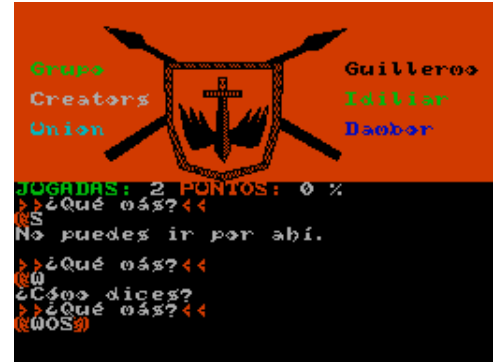 Grupo
Creators
Union
Guillermo
Idiliar
Dambor
JUGADAS: 2 PUNTOS: 0 %
>>¿Qué más?<<
@S
No puedes ir por ahí.
>>¿Qué más?<<
@W
¿Cómo dices?
>>¿Qué más?<<
@WOS@